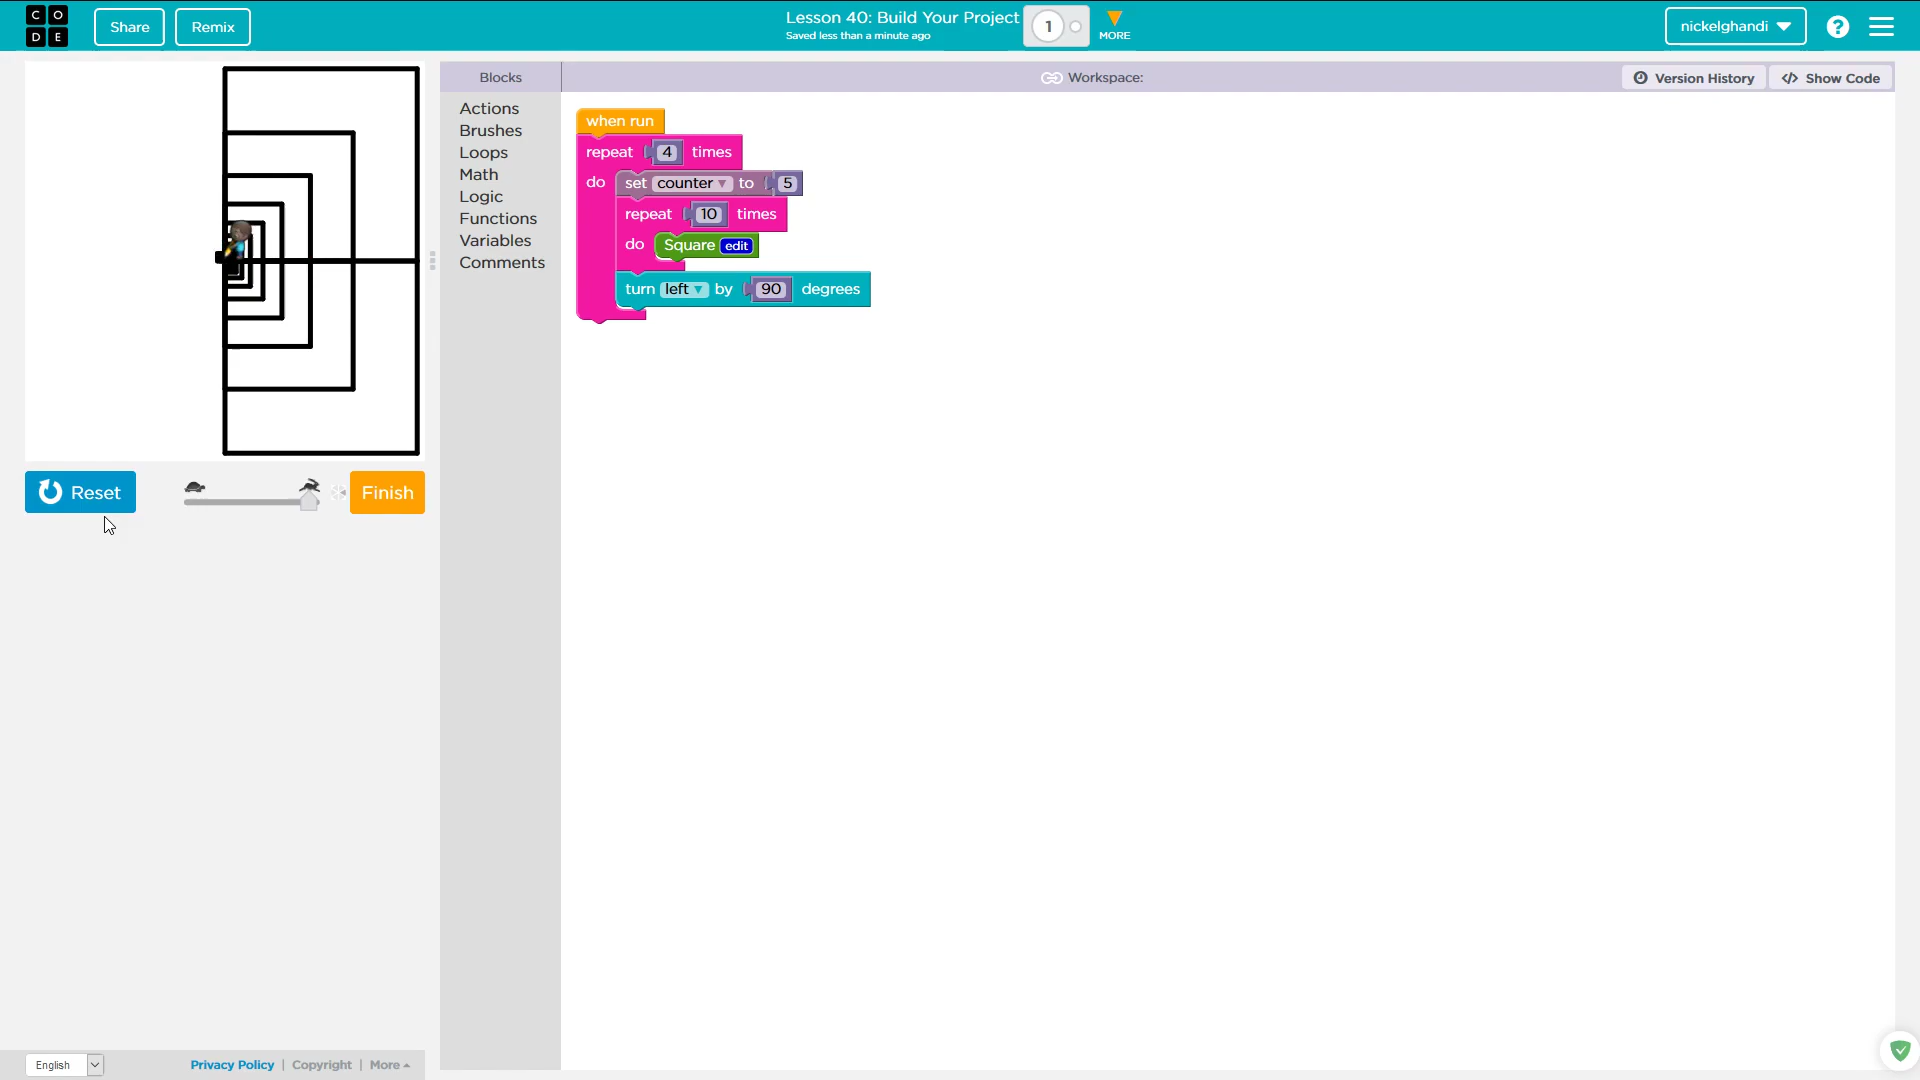 C O
D E
Share
Remix
Lesson 40: Build Your Project
Saved less than a minute ago
1
MORE
nickelghandi
?
Blocks
Workspace:
Version History
</> Show Code
Actions
Brushes
Loops
Math
Logic
Functions
Variables
Comments
when run
repeat 4 times
do set counter to 5
repeat 10 times
do Square edit
turn left by 90 degrees
Reset
Finish
English
Privacy Policy | Copyright | More